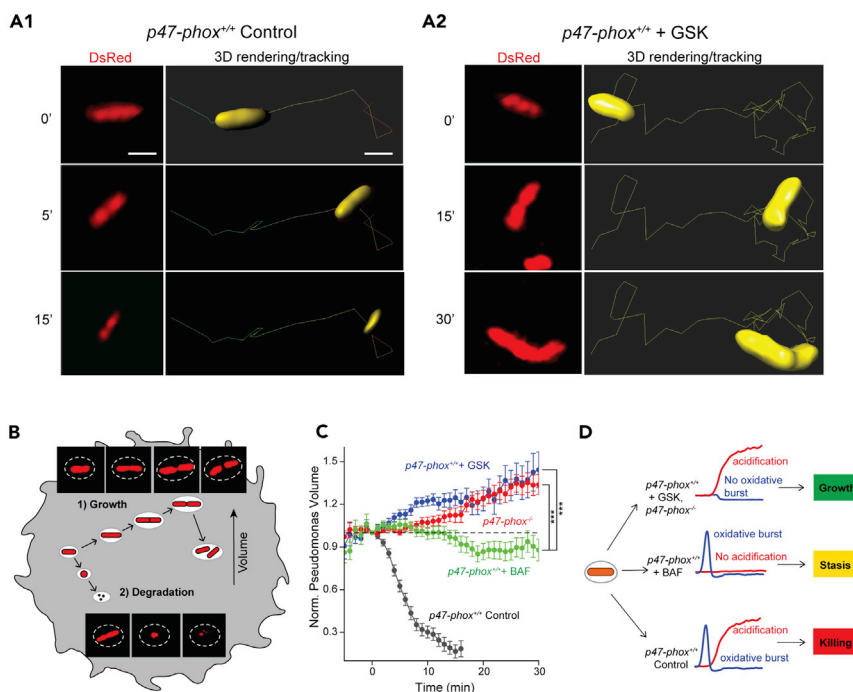 A1
p47-phox+/+ Control
DsRed
3D rendering/tracking
0'
5'
15'
A2
p47-phox+/+ + GSK
DsRed
3D rendering/tracking
0'
15'
30'
B
1) Growth
Volume
2) Degradation
C
Norm. Pseudomonas Volume
1.5
1.2
0.9
0.6
0.3
p47-phox+/+ + GSK
p47-phox-/-
p47-phox+/+ + BAF
p47-phox+/+ Control
***
***
0
10
20
30
Time (min)
D
p47-phox+/+
+ GSK,
p47-phox-/-
acidification
No oxidative
burst
Growth
p47-phox+/+
+ BAF
oxidative burst
No acidification
Stasis
p47-phox+/+
Control
acidification
oxidative burst
Killing